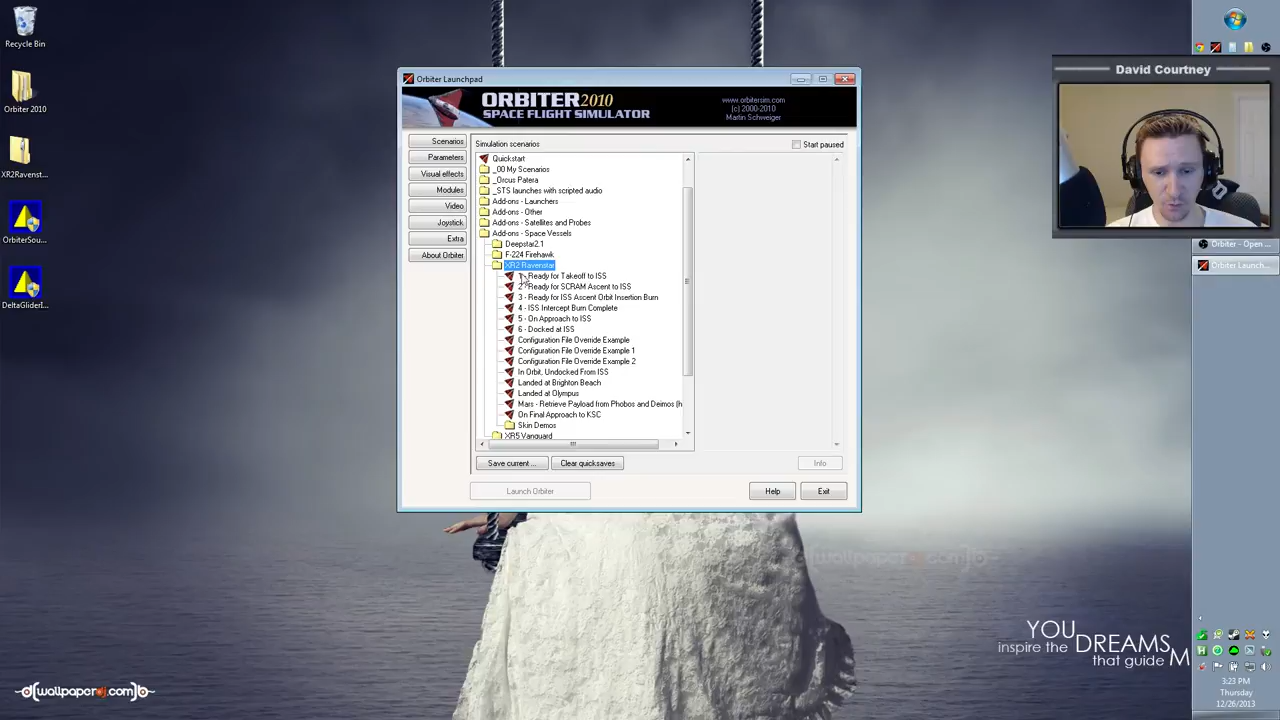 Recycle Bin
Orbiter 2010
XR2Ravenst...
OrbiterSou...
DeltaGliderI...
Orbiter Launchpad
ORBITER2010
SPACE FLIGHT SIMULATOR
www.orbitersim.com
(c) 2000-2010
Martin Schweiger
Scenarios
Parameters
Visual effects
Modules
Video
Joystick
Extra
About Orbiter
Simulation scenarios
Start paused
Quickstart
_00 My Scenarios
_Orcus Patera
_STS launches with scripted audio
Add-ons - Launchers
Add-ons - Other
Add-ons - Satellites and Probes
Add-ons - Space Vessels
Deepstar2.1
F-224 Firehawk
XR2 Ravenstar
1 - Ready for Takeoff to ISS
2 - Ready for SCRAM Ascent to ISS
3 - Ready for ISS Ascent Orbit Insertion Burn
4 - ISS Intercept Burn Complete
5 - On Approach to ISS
6 - Docked at ISS
Configuration File Override Example
Configuration File Override Example 1
Configuration File Override Example 2
In Orbit, Undocked From ISS
Landed at Brighton Beach
Landed at Olympus
Mars - Retrieve Payload from Phobos and Deimos (h
On Final Approach to KSC
Skin Demos
XR5 Vanguard
Save current ...
Clear quicksaves
Info
Launch Orbiter
Help
Exit
David Courtney
Orbiter - Open ...
Orbiter Launch...
YOU DREAMS
inspire the
that guide M
d[wallpaper@j.com]b
3:23 PM
Thursday
12/26/2013